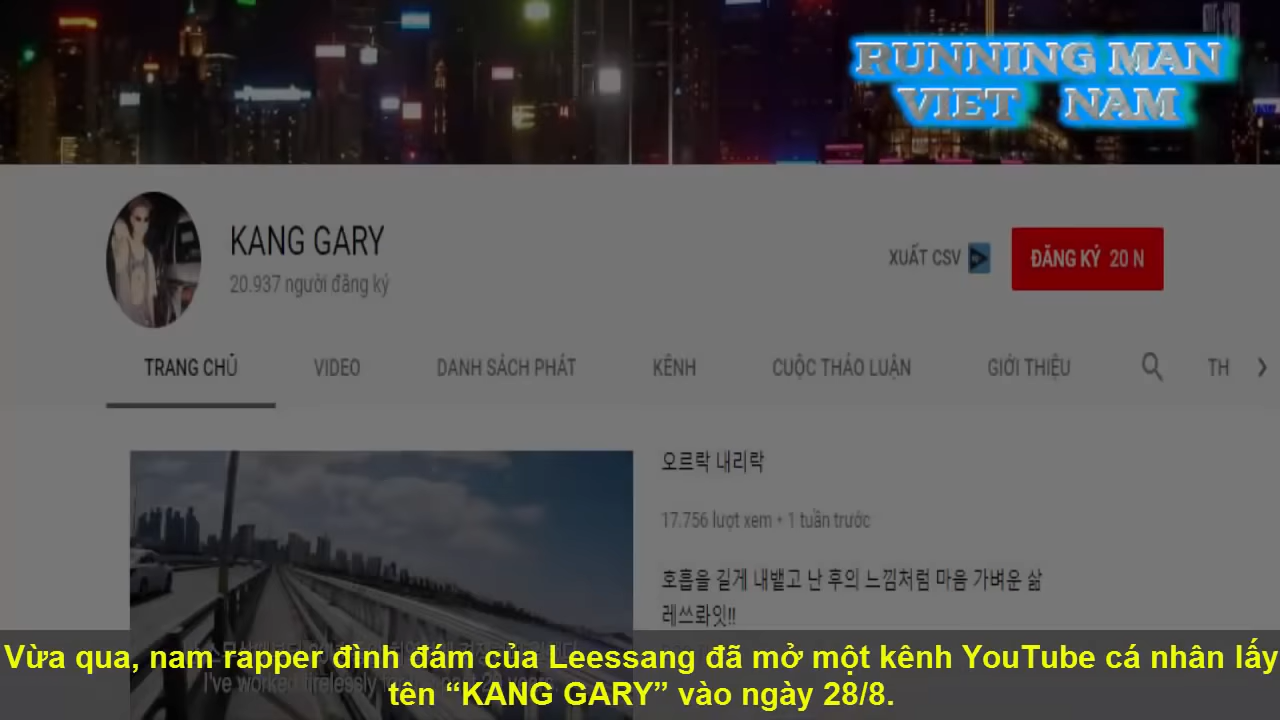 RUNNING MAN
VIET NAM
KANG GARY
20.937 người đăng ký
XUẤT CSV
ĐĂNG KÝ 20 N
TRANG CHỦ
VIDEO
DANH SÁCH PHÁT
KÊNH
CUỘC THẢO LUẬN
GIỚI THIỆU
TH
오르락 내리락
17.756 lượt xem • 1 tuần trước
호흡을 길게 내뱉고 난 후의 느낌처럼 마음 가벼운 삶
레쓰롸잇!!
I've worked tirelessly
Vừa qua, nam rapper đình đám của Leessang đã mở một kênh YouTube cá nhân lấy
tên “KANG GARY” vào ngày 28/8.